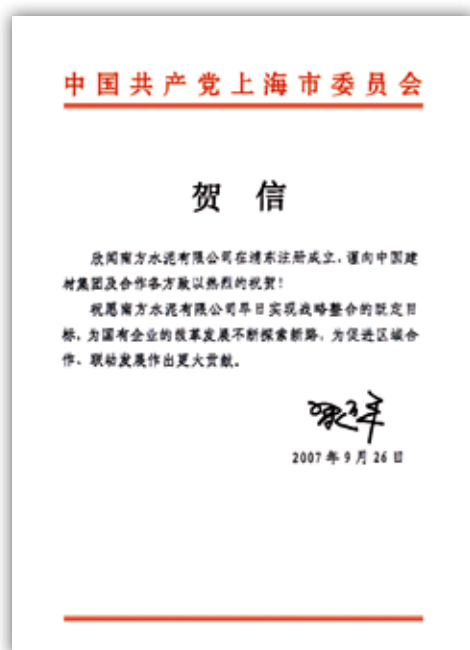 中国共产党上海市委员会
贺信
欣闻南方水泥有限公司在浦东注册成立，谨向中国建
材集团及合作各方致以热烈的祝贺！
祝愿南方水泥有限公司早日实现战略整合的既定目
标，为国有企业的改革发展不断探索新路，为促进区域合
作、联动发展作出更大贡献。
2007年9月26日